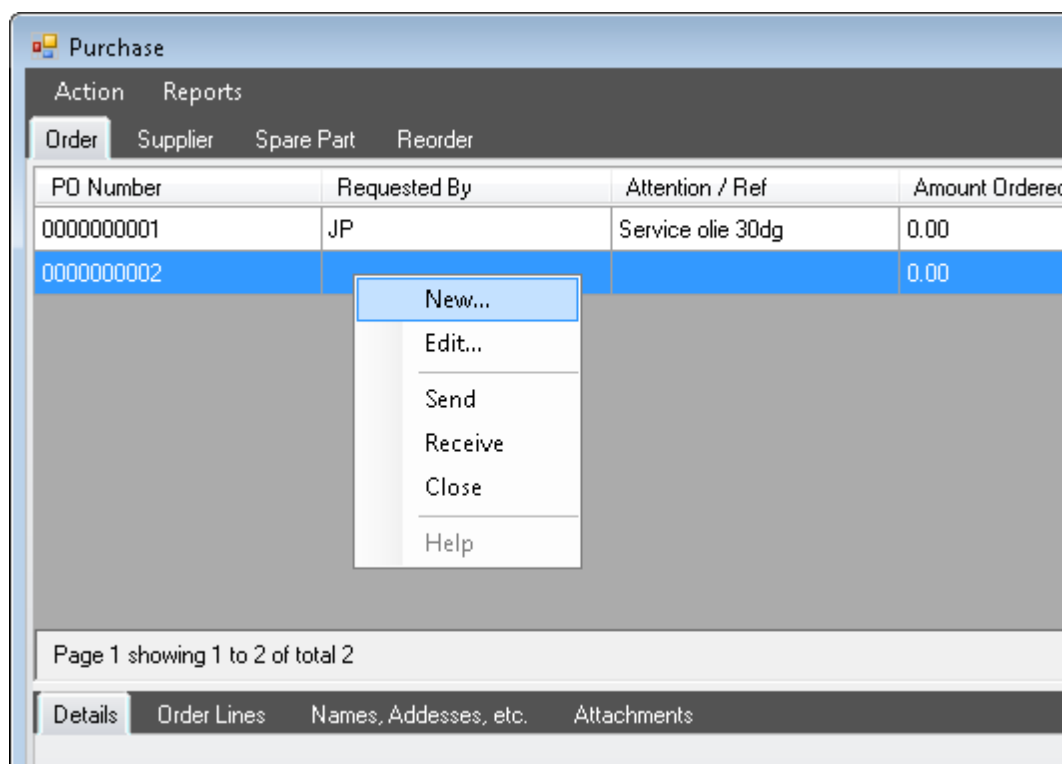 Purchase
Action Reports
Order Supplier Spare Part Reorder
PO Number Requested By Attention / Ref Amount Ordered
0000000001 JP Service olie 30dg 0.00
0000000002 0.00
New...
Edit...
Send
Receive
Close
Help
Page 1 showing 1 to 2 of total 2
Details Order Lines Names, Addesses, etc. Attachments